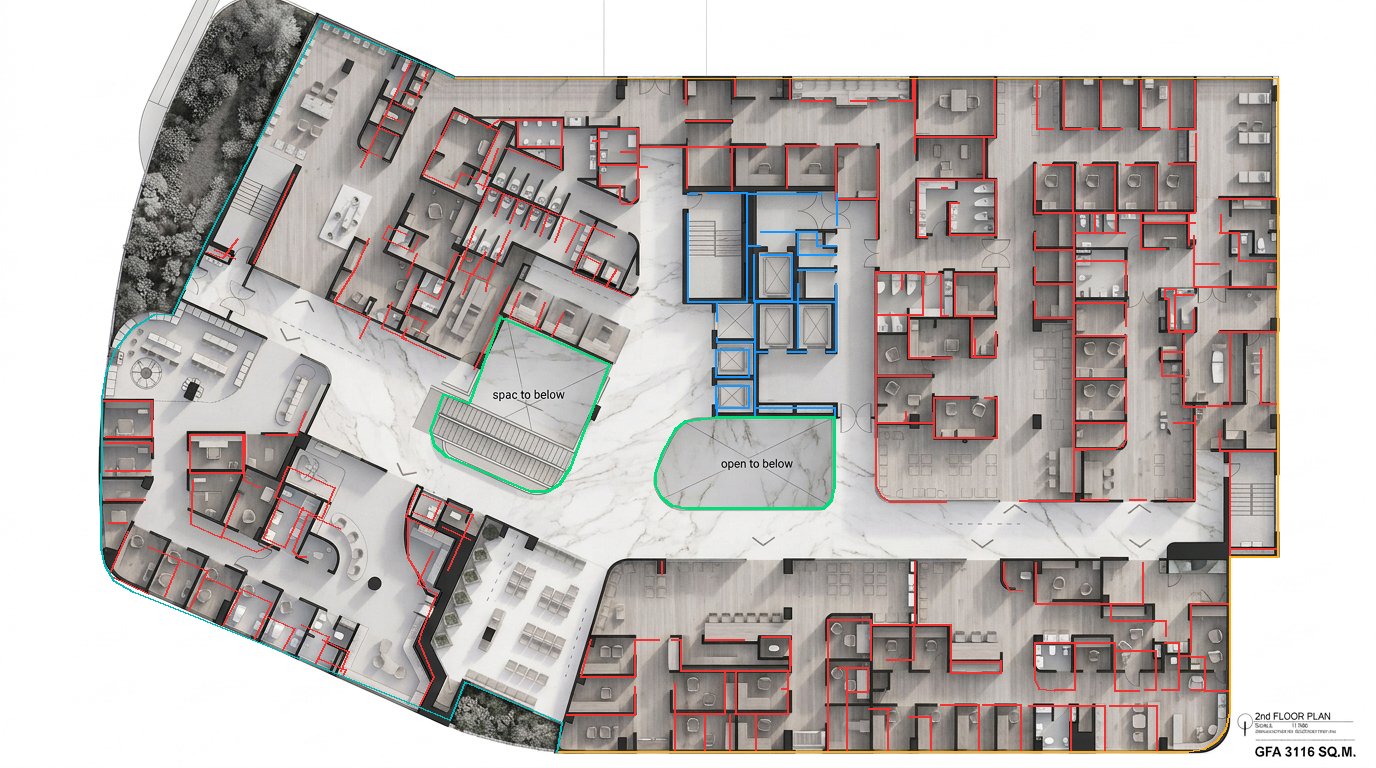 spac to below
open to below
2nd FLOOR PLAN
GFA 3116 SQ.M.